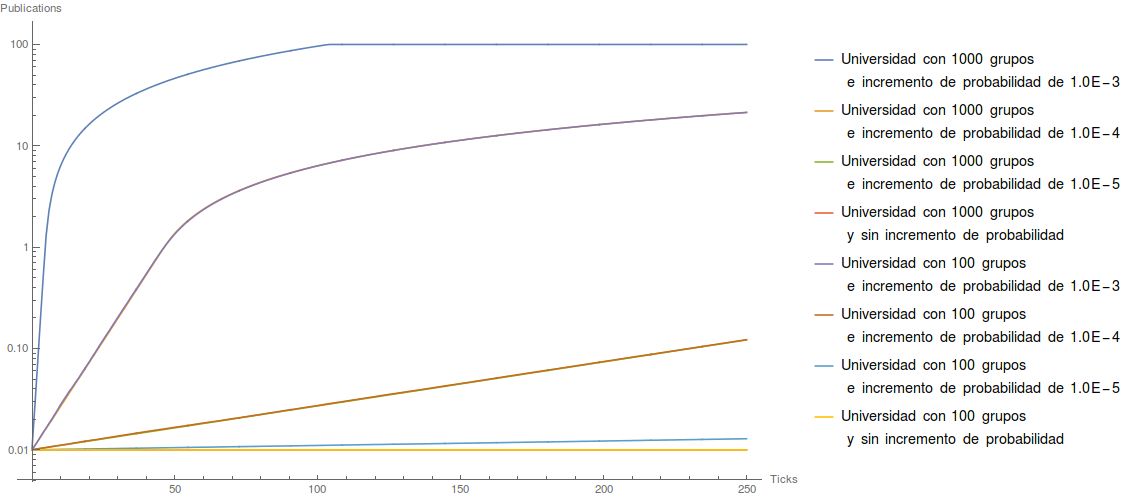 Publications
100
10
1
0.10
0.01
50
100
150
200
250
Ticks
Universidad con 1000 grupos
e incremento de probabilidad de 1.0E−3
Universidad con 1000 grupos
e incremento de probabilidad de 1.0E−4
Universidad con 1000 grupos
e incremento de probabilidad de 1.0E−5
Universidad con 1000 grupos
y sin incremento de probabilidad
Universidad con 100 grupos
e incremento de probabilidad de 1.0E−3
Universidad con 100 grupos
e incremento de probabilidad de 1.0E−4
Universidad con 100 grupos
e incremento de probabilidad de 1.0E−5
Universidad con 100 grupos
y sin incremento de probabilidad